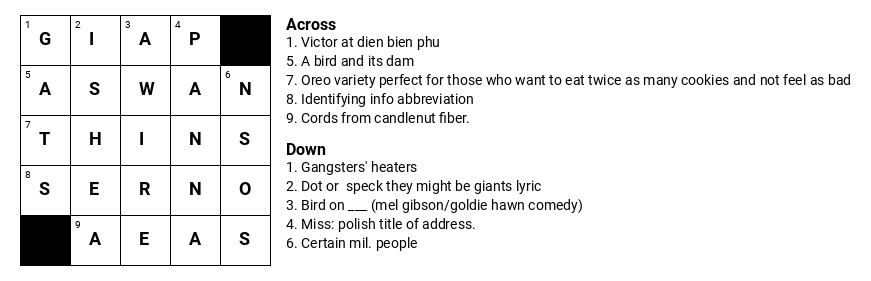 1 2 3 4
G I A P
5 6
A S W A N
7
T H I N S
8
S E R N O
9
A E A S
Across
1. Victor at dien bien phu
5. A bird and its dam
7. Oreo variety perfect for those who want to eat twice as many cookies and not feel as bad
8. Identifying info abbreviation
9. Cords from candlenut fiber.
Down
1. Gangsters' heaters
2. Dot or  speck they might be giants lyric
3. Bird on ___ (mel gibson/goldie hawn comedy)
4. Miss: polish title of address.
6. Certain mil. people